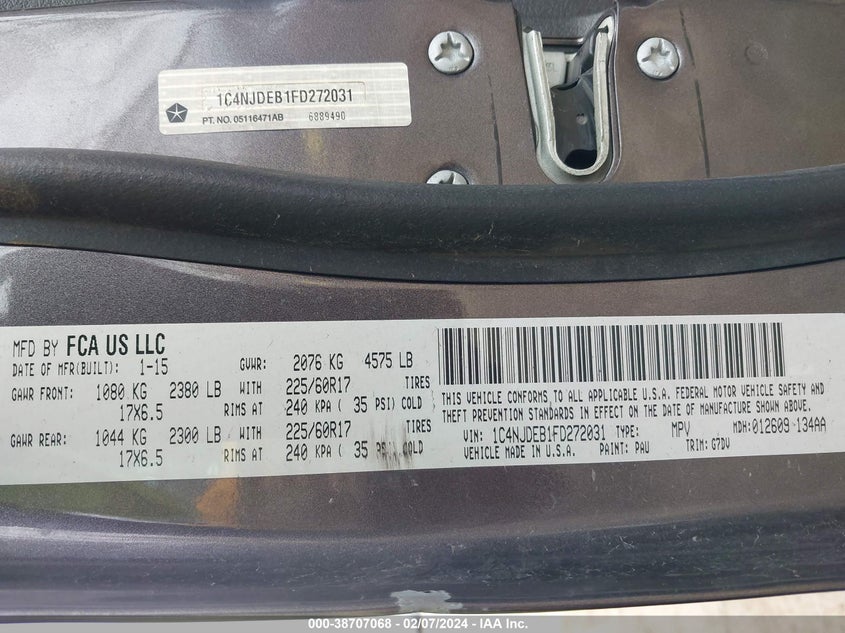 1C4NJDEB1FD272031
PT. NO. 05116471AB 6889490
MFD BY FCA US LLC
DATE OF MFR(BUILT): 1-15 GVWR: 2076 KG 4575 LB
GAWR FRONT: 1080 KG 2380 LB WITH 225/60R17 TIRES
17X6.5 RIMS AT 240 KPA ( 35 PSI) COLD
GAWR REAR: 1044 KG 2300 LB WITH 225/60R17 TIRES
17X6.5 RIMS AT 240 KPA ( 35 PSI) COLD
THIS VEHICLE CONFORMS TO ALL APPLICABLE U.S.A. FEDERAL MOTOR VEHICLE SAFETY AND
THEFT PREVENTION STANDARDS IN EFFECT ON THE DATE OF MANUFACTURE SHOWN ABOVE.
VIN: 1C4NJDEB1FD272031 TYPE: MPV MDH:012609 134AA
VEHICLE MADE IN U.S.A. PAINT: PAU TRIM: G7DV
000-38707068 - 02/07/2024 - IAA Inc.